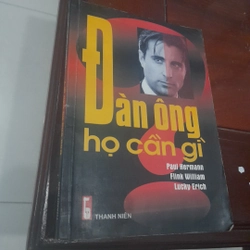 Đàn ông
họ cần gì
Paul Hermann
Flink William
Lucky Erich
THANH NIÊN